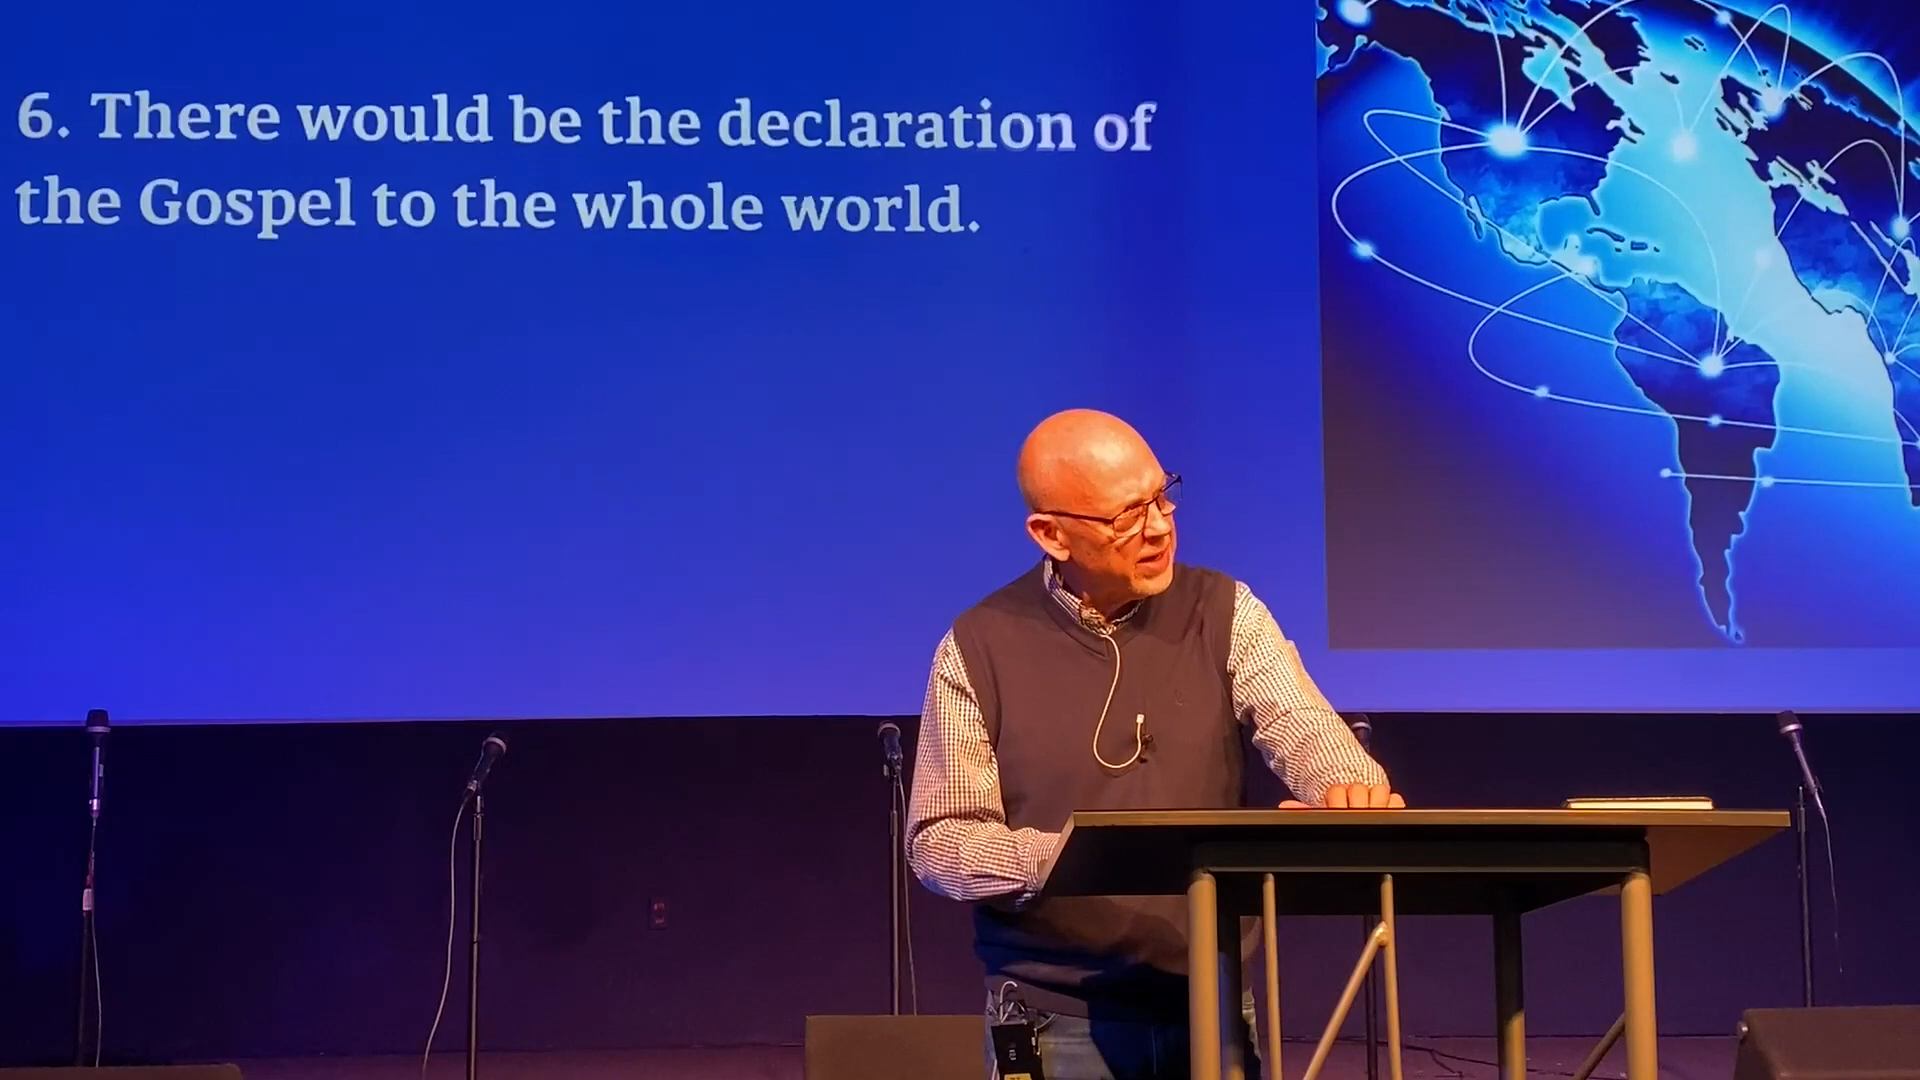 6. There would be the declaration of
the Gospel to the whole world.